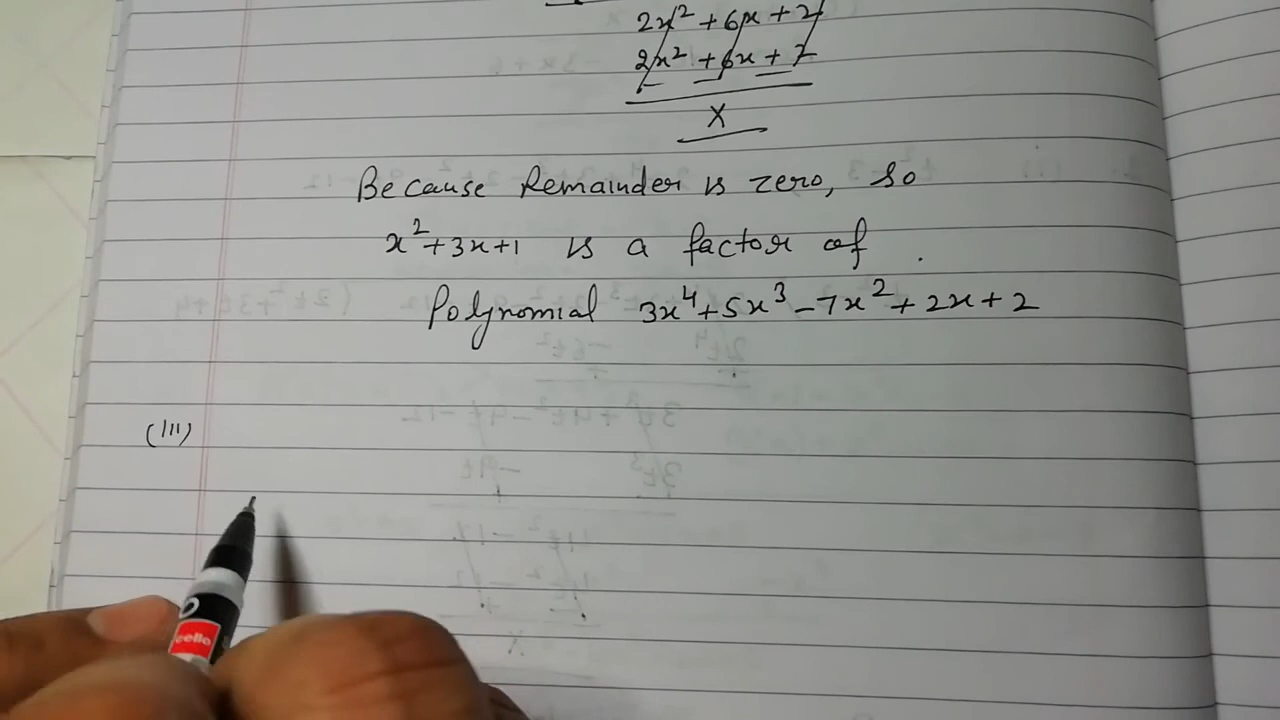 2x² + 6x + 2
2x² + 6x + 2
x
Because Remainder is zero, so
x² + 3x + 1 is a factor of
Polynomial 3x⁴ + 5x³ - 7x² + 2x + 2
(III)
cello